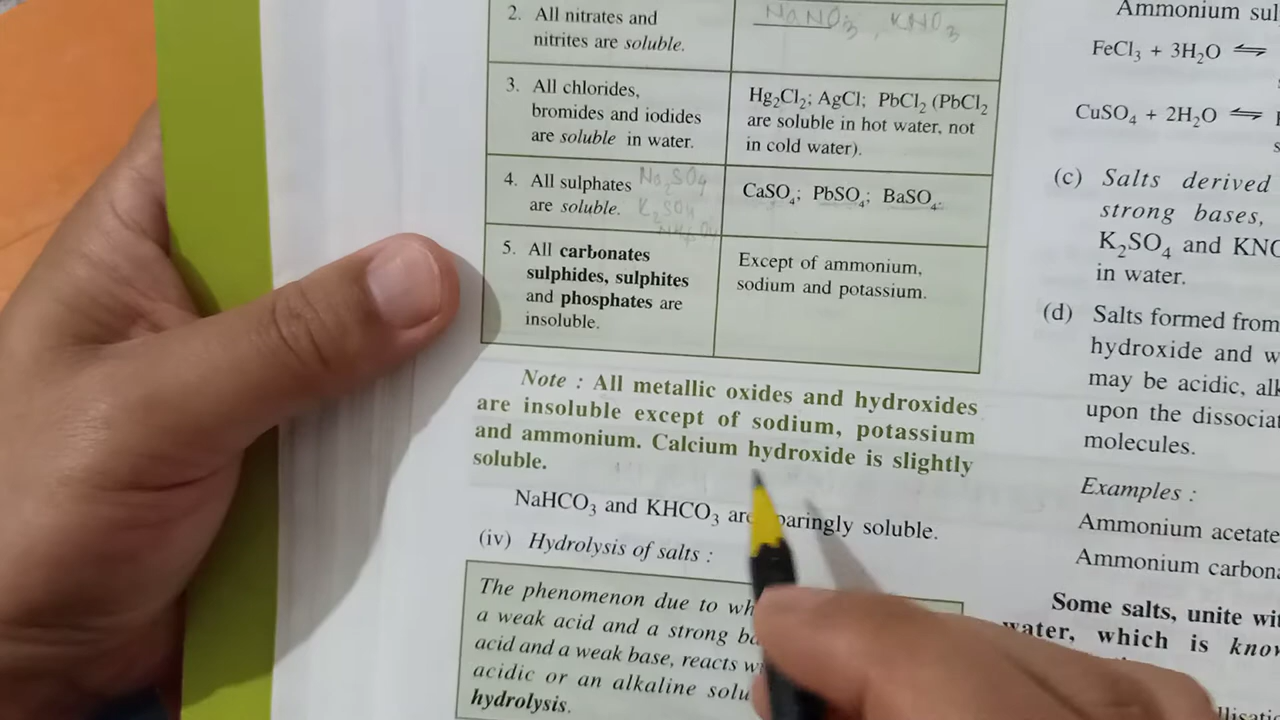 2. All nitrates and
nitrites are soluble.
NaNO3, KNO3
3. All chlorides,
bromides and iodides
are soluble in water.
Hg2Cl2; AgCl; PbCl2 (PbCl2
are soluble in hot water, not
in cold water).
4. All sulphates
are soluble.
Na2SO4
K2SO4
CaSO4; PbSO4; BaSO4.
5. All carbonates
sulphides, sulphites
and phosphates are
insoluble.
Except of ammonium,
sodium and potassium.
Note : All metallic oxides and hydroxides
are insoluble except of sodium, potassium
and ammonium. Calcium hydroxide is slightly
soluble.
NaHCO3 and KHCO3 are sparingly soluble.
(iv) Hydrolysis of salts :
The phenomenon due to wh
a weak acid and a strong ba
acid and a weak base, reacts w
acidic or an alkaline solu
hydrolysis.
Ammonium sul
FeCl3 + 3H2O ⇌
CuSO4 + 2H2O ⇌
(c) Salts derived
strong bases,
K2SO4 and KNO
in water.
(d) Salts formed from
hydroxide and w
may be acidic, alk
upon the dissocia
molecules.
Examples :
Ammonium acetate
Ammonium carbona
Some salts, unite wi
water, which is know